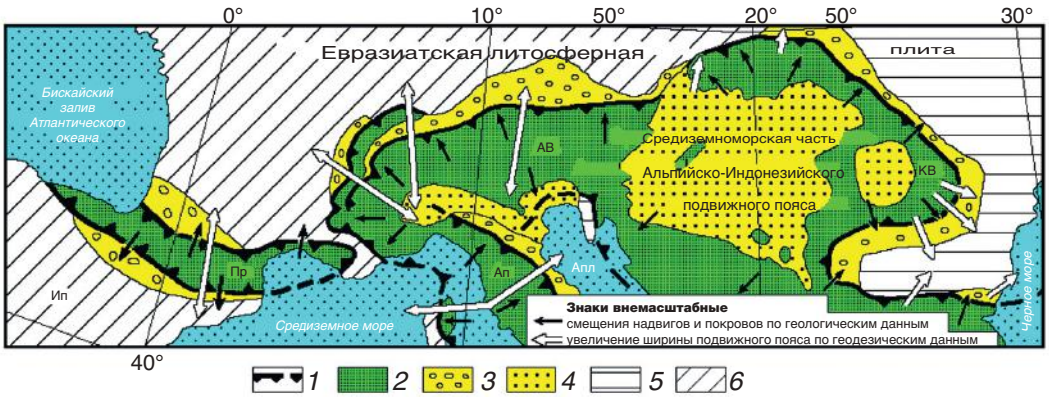 0° 10° 50° 20° 50° 30°
Евразиатская литосферная плита
Бискайский
залив
Атлантического
океана
АВ
Средиземноморская часть
Альпийско-Индонезийского
подвижного пояса
КВ
Пр
Ип
Ап
Апл
Средиземное море
Черное море
Знаки внемасштабные
смещения надвигов и покровов по геологическим данным
увеличение ширины подвижного пояса по геодезическим данным
40°
1 2 3 4 5 6